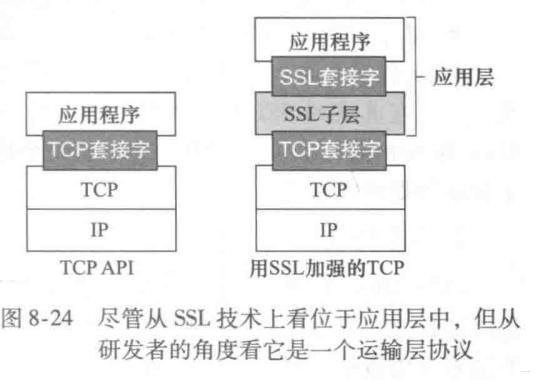 应用程序
TCP套接字
TCP
IP
TCP API
应用程序
SSL套接字
SSL子层
TCP套接字
TCP
IP
用SSL加强的TCP
应用层
图 8-24 尽管从 SSL 技术上看位于应用层中，但从
研发者的角度看它是一个运输层协议